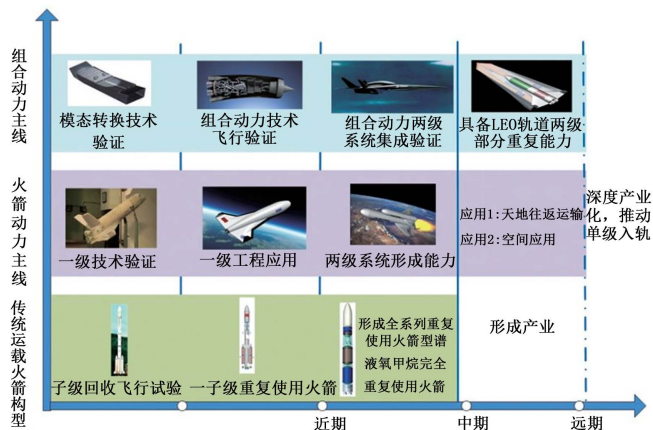 组合动力主线
模态转换技术
验证
组合动力技术
飞行验证
组合动力两级
系统集成验证
具备LEO轨道两级
部分重复能力
火箭动力主线
一级技术验证
一级工程应用
两级系统形成能力
应用1:天地往返运输
应用2:空间应用
深度产业
化，推动
单级入轨
传统运载火箭构型
子级回收飞行试验
一子级重复使用火箭
形成全系列重复
使用火箭型谱
液氧甲烷完全
重复使用火箭
形成产业
近期
中期
远期